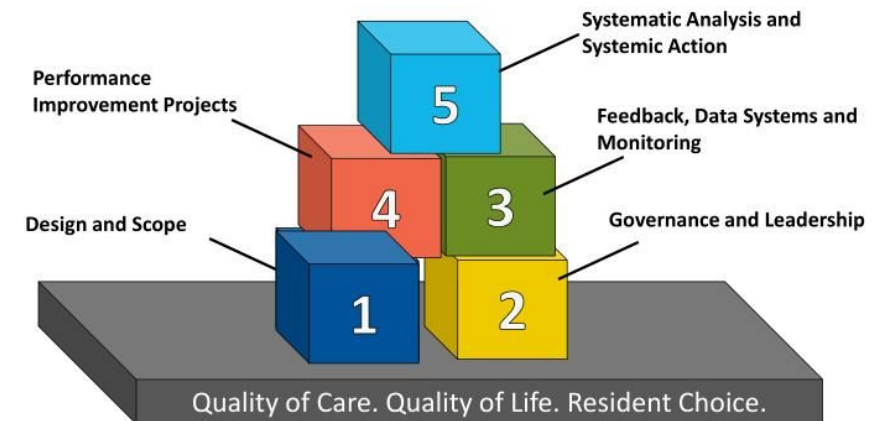 Systematic Analysis and
Systemic Action
5
Performance
Improvement Projects
Feedback, Data Systems and
Monitoring
4
3
Design and Scope
Governance and Leadership
1
2
Quality of Care. Quality of Life. Resident Choice.